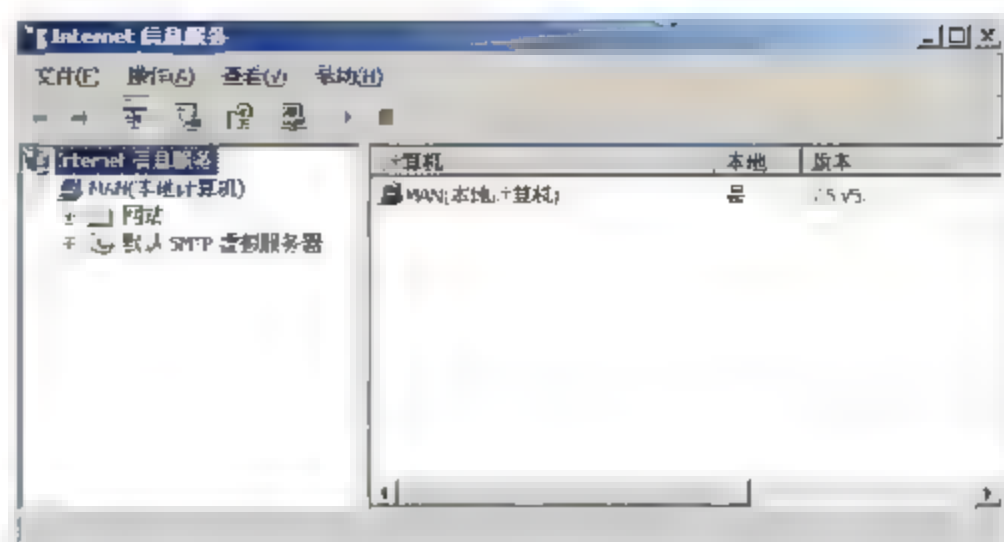 Internet 信息服务
文件(F) 操作(A) 查看(V) 帮助(H)
Internet 信息服务
计算机 本地 版本
MAN(本地计算机)
MAN(本地计算机) 是
网站
默认 SMTP 虚拟服务器